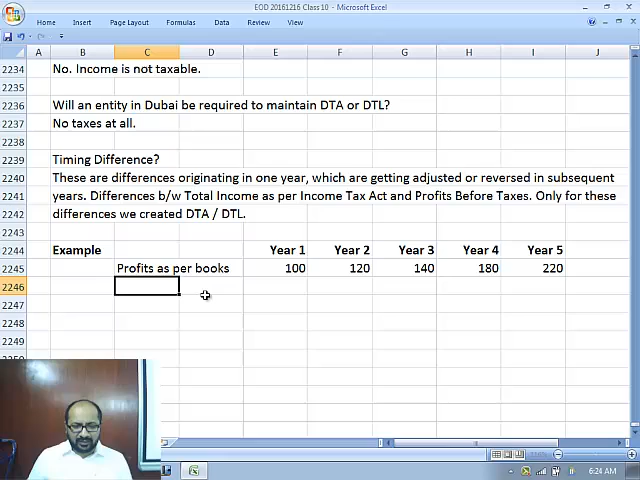 EOD 20161216 Class 10 - Microsoft Excel
Home Insert Page Layout Formulas Data Review View
A B C D E F G H I J
2234 No. Income is not taxable.
2235
2236 Will an entity in Dubai be required to maintain DTA or DTL?
2237 No taxes at all.
2238
2239 Timing Difference?
2240 These are differences originating in one year, which are getting adjusted or reversed in subsequent
2241 years. Differences b/w Total Income as per Income Tax Act and Profits Before Taxes. Only for these
2242 differences we created DTA / DTL.
2243
2244 Example Year 1 Year 2 Year 3 Year 4 Year 5
2245 Profits as per books 100 120 140 180 220
2246
2247
2248
2249
6:24 AM